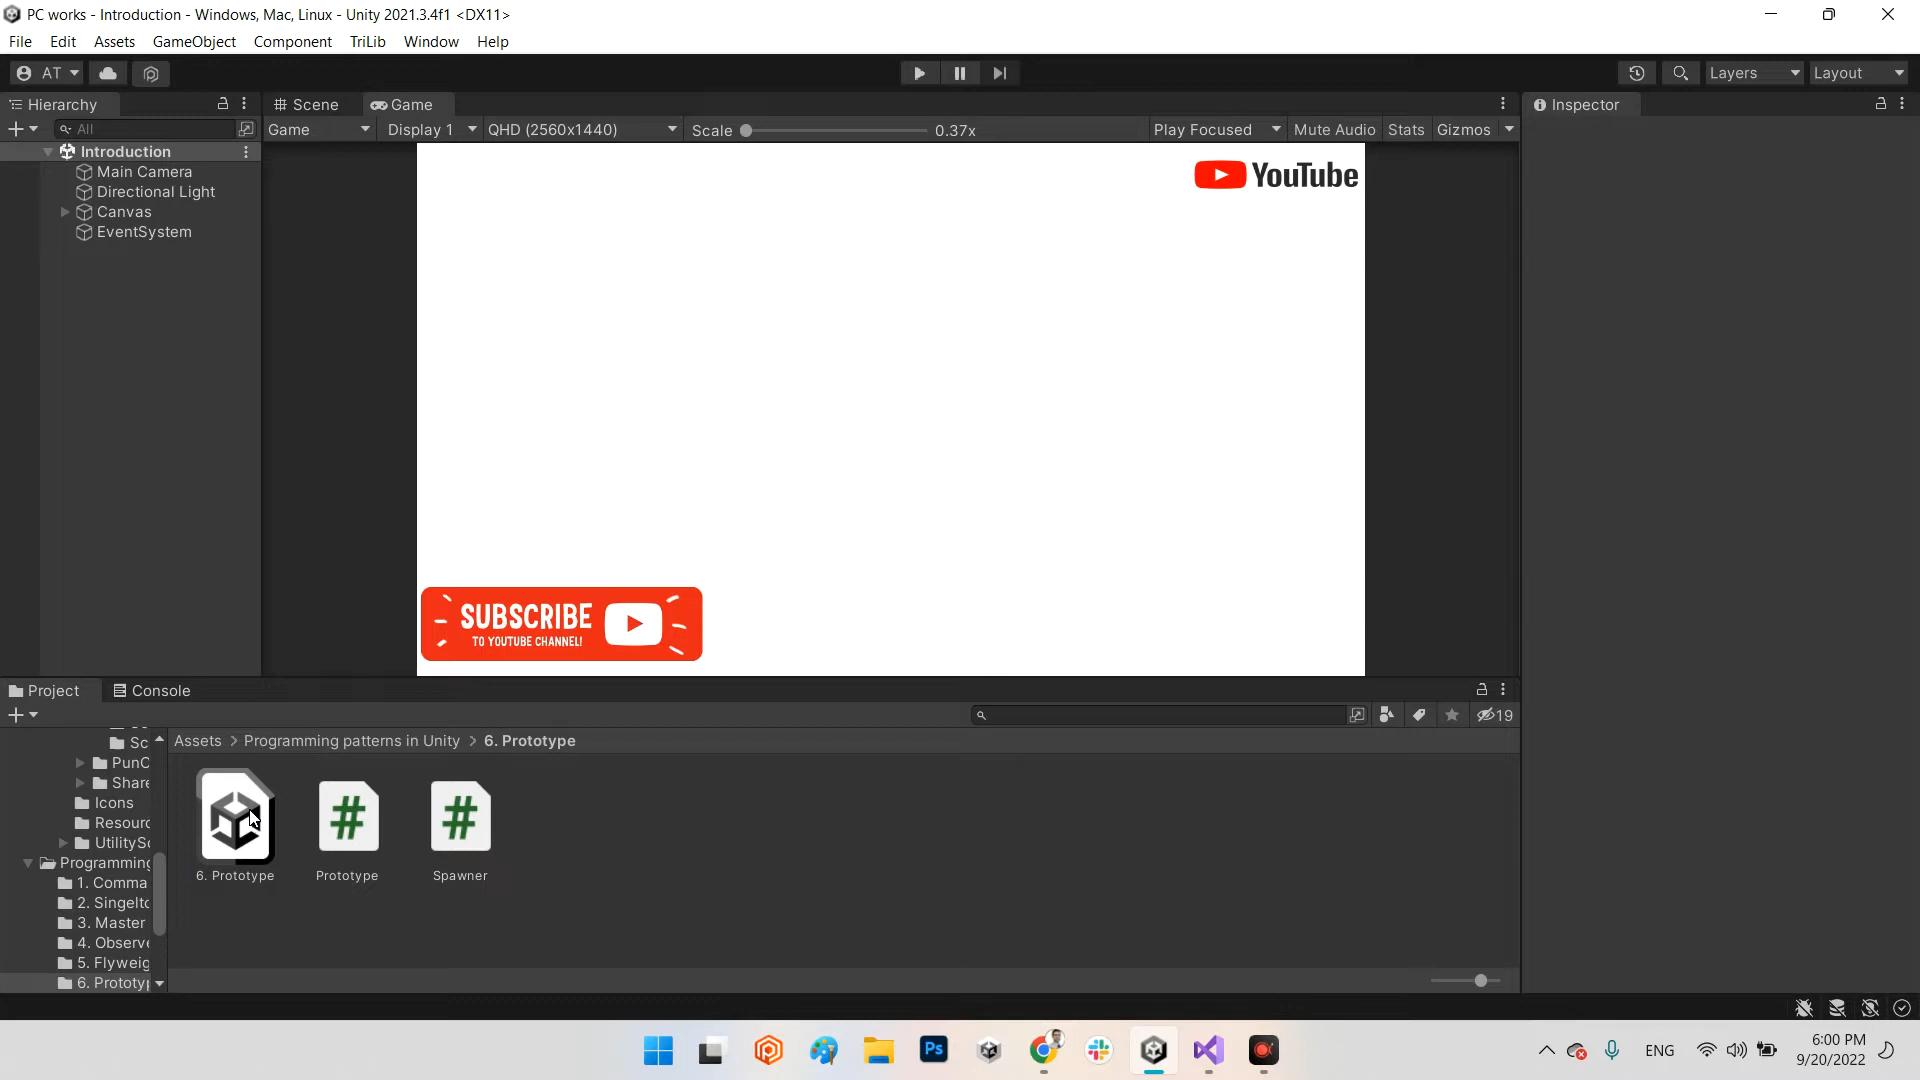 PC works - Introduction - Windows, Mac, Linux - Unity 2021.3.4f1 <DX11>
File Edit Assets GameObject Component TriLib Window Help
AT
Layers Layout
Hierarchy Scene Game Inspector
All Game Display 1 QHD (2560x1440) Scale 0.37x Play Focused Mute Audio Stats Gizmos
Introduction
Main Camera
Directional Light
Canvas
EventSystem
YouTube
SUBSCRIBE
TO YOUTUBE CHANNEL!
Project Console
19
Assets > Programming patterns in Unity > 6. Prototype
Sc
PunC
Share
Icons
Resourc
UtilitySc
Programming
1. Comma
2. Singelto
3. Master
4. Observe
5. Flyweig
6. Prototyp
6. Prototype Prototype Spawner
Ps
ENG
6:00 PM
9/20/2022